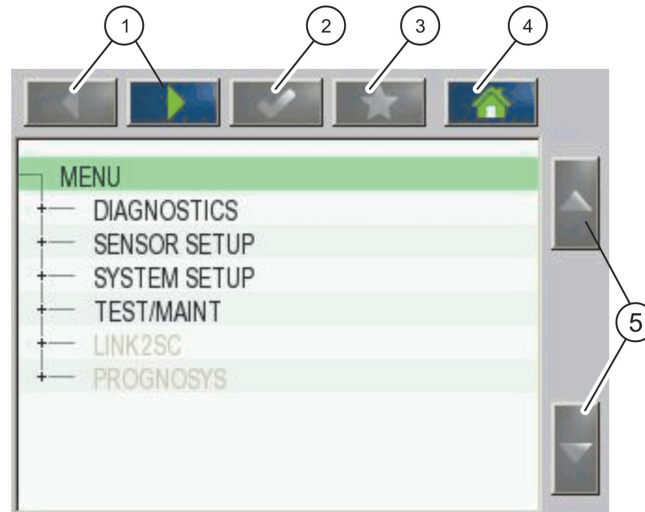 1
2
3
4
MENU
DIAGNOSTICS
SENSOR SETUP
SYSTEM SETUP
TEST/MAINT
LINK2SC
PROGNOSYS
5